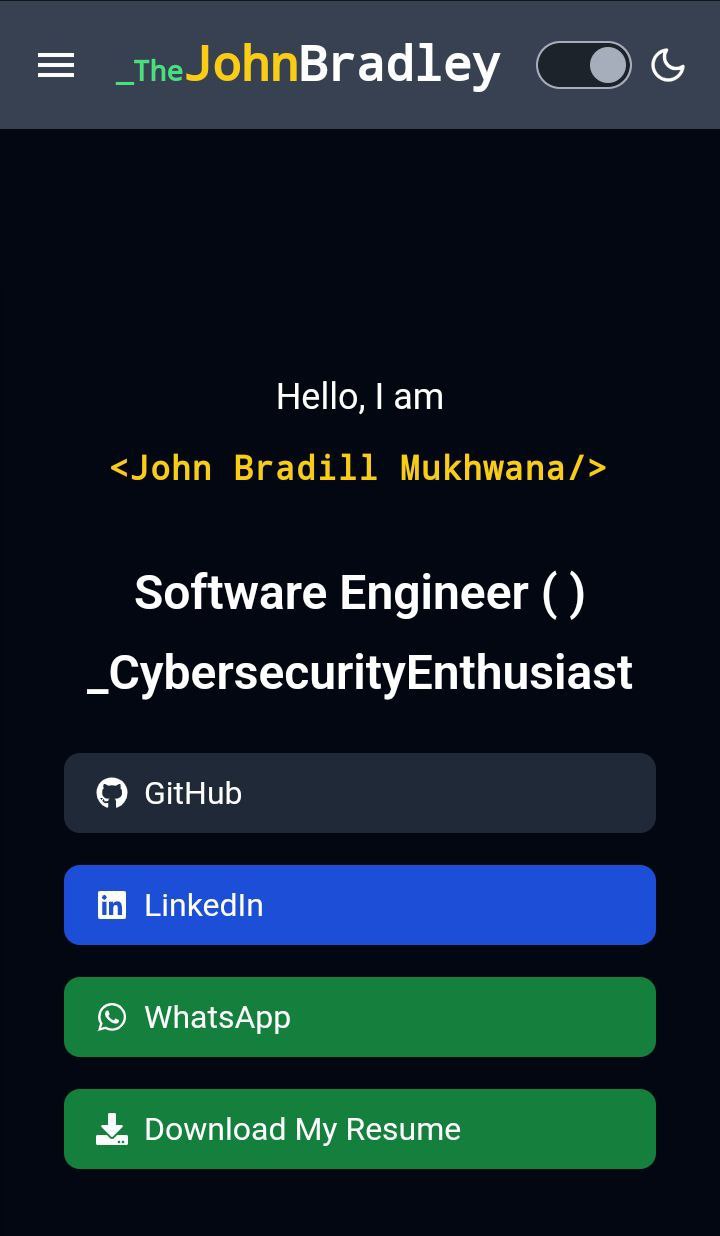 _TheJohnBradley
Hello, I am
<John Bradill Mukhwana/>
Software Engineer ( )
_CybersecurityEnthusiast
GitHub
LinkedIn
WhatsApp
Download My Resume